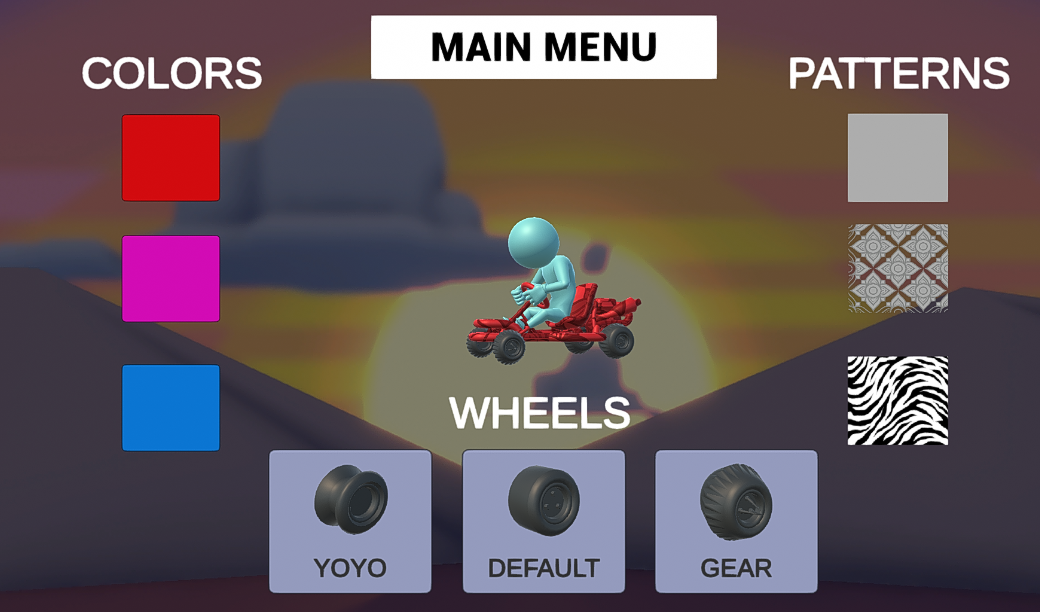 MAIN MENU
COLORS
PATTERNS
WHEELS
YOYO
DEFAULT
GEAR